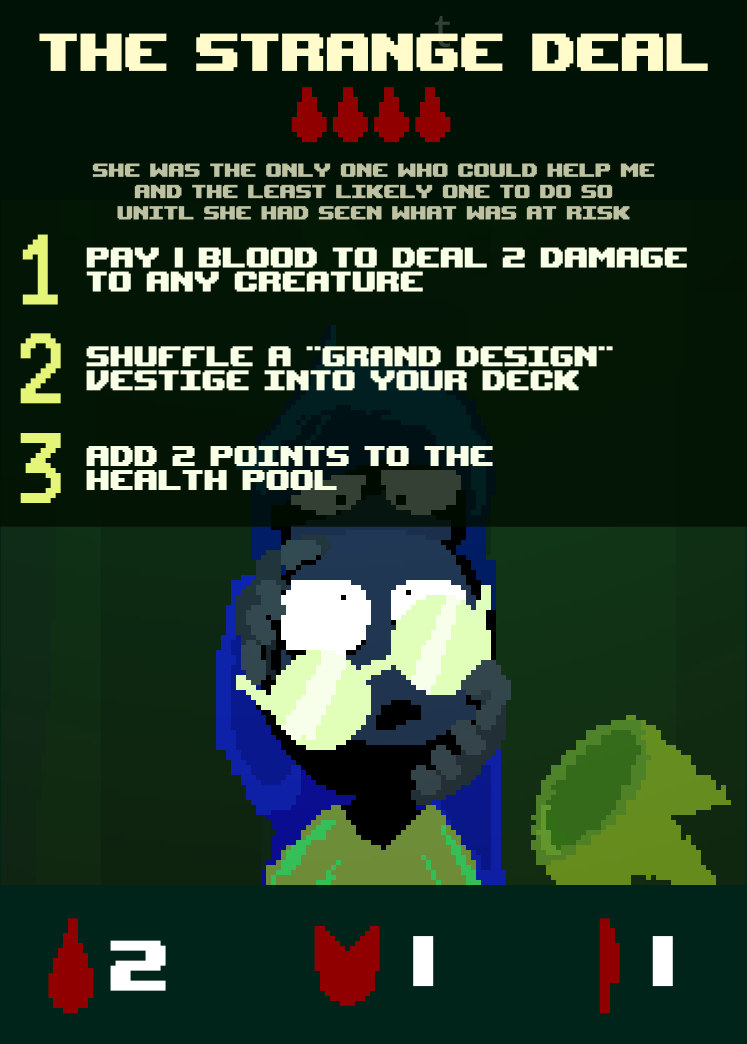 t
THE STRANGE DEAL
SHE WAS THE ONLY ONE WHO COULD HELP ME
AND THE LEAST LIKELY ONE TO DO SO
UNITL SHE HAD SEEN WHAT WAS AT RISK
1 PAY 1 BLOOD TO DEAL 2 DAMAGE
TO ANY CREATURE
2 SHUFFLE A "GRAND DESIGN"
VESTIGE INTO YOUR DECK
3 ADD 2 POINTS TO THE
HEALTH POOL
2 1 1